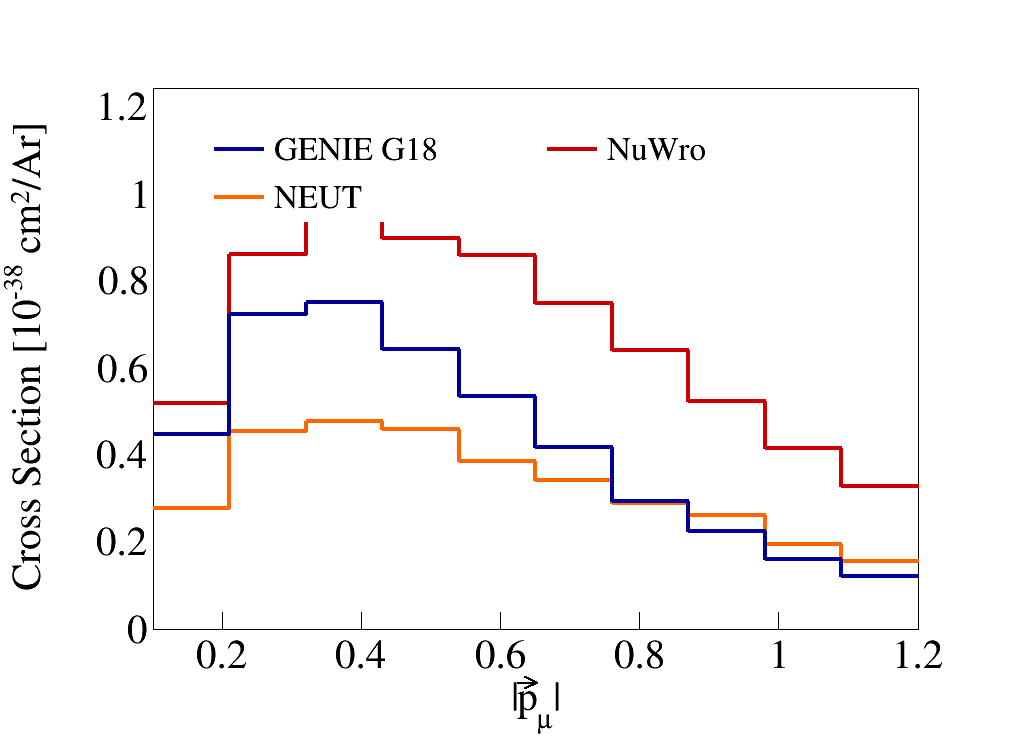 1.2
GENIE G18
NuWro
NEUT
1
0.8
0.6
0.4
0.2
0
Cross Section [10⁻³⁸ cm²/Ar]
0.2 0.4 0.6 0.8 1 1.2
|p⃗μ|